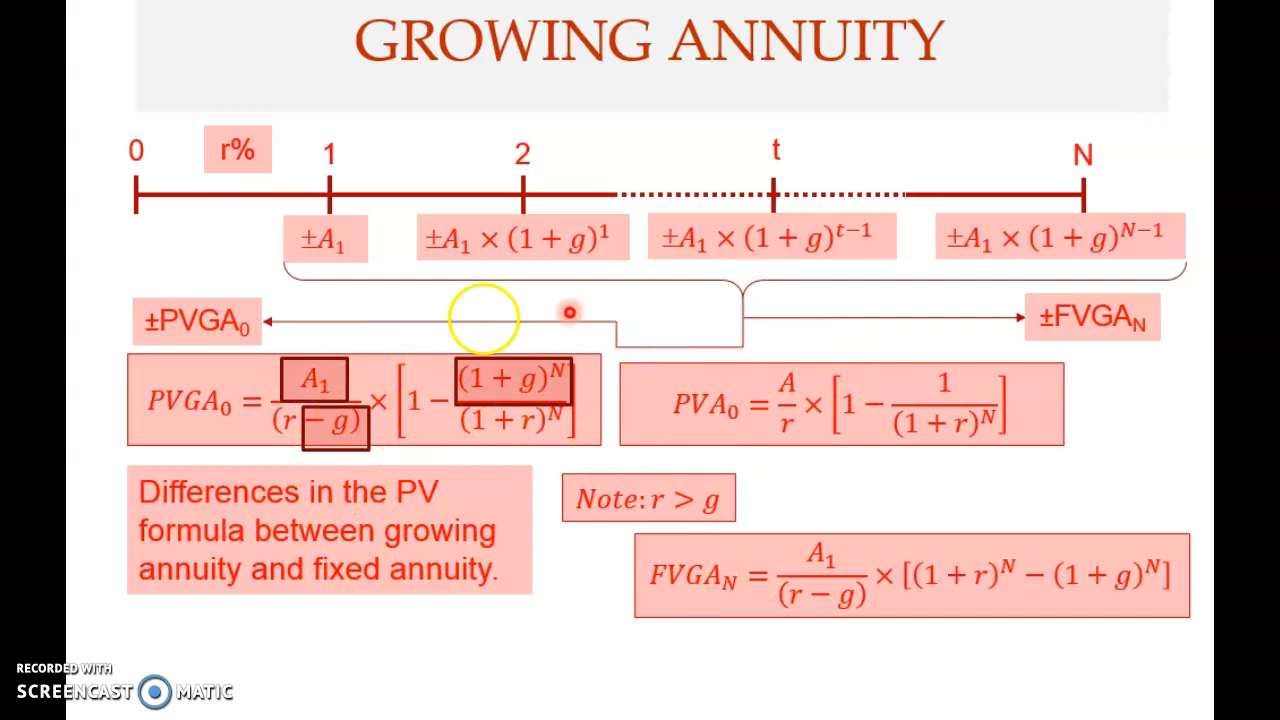 GROWING ANNUITY
0 r% 1 2 t N
±A₁ ±A₁ × (1 + g)¹ ±A₁ × (1 + g)ᵗ⁻¹ ±A₁ × (1 + g)ᴺ⁻¹
±PVGA₀ ±FVGA_N
PVGA₀ = A₁/(r − g) × [1 − (1 + g)ᴺ/(1 + r)ᴺ]
PVA₀ = A/r × [1 − 1/(1 + r)ᴺ]
Differences in the PV
formula between growing
annuity and fixed annuity.
Note: r > g
FVGA_N = A₁/(r − g) × [(1 + r)ᴺ − (1 + g)ᴺ]
RECORDED WITH
SCREENCAST MATIC